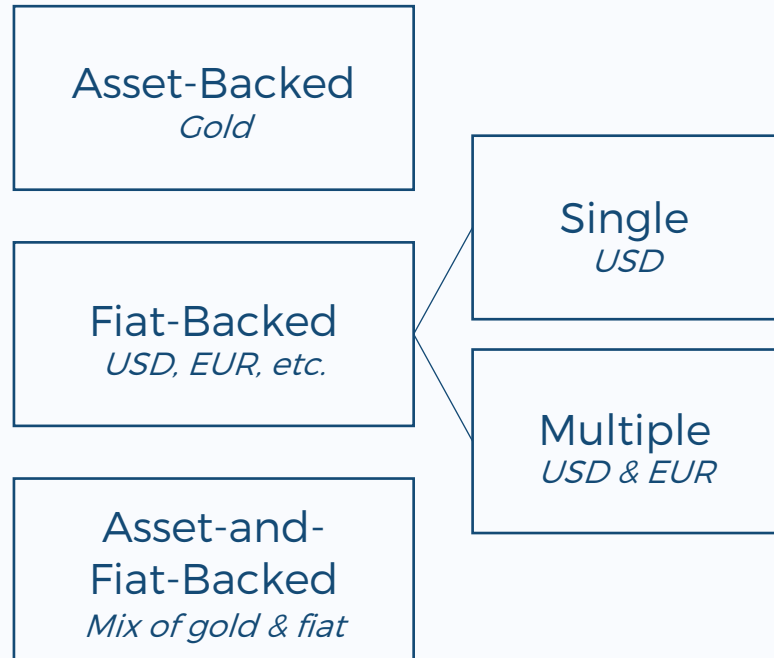 Asset-Backed
Gold
Fiat-Backed
USD, EUR, etc.
Asset-and-
Fiat-Backed
Mix of gold & fiat
Single
USD
Multiple
USD & EUR